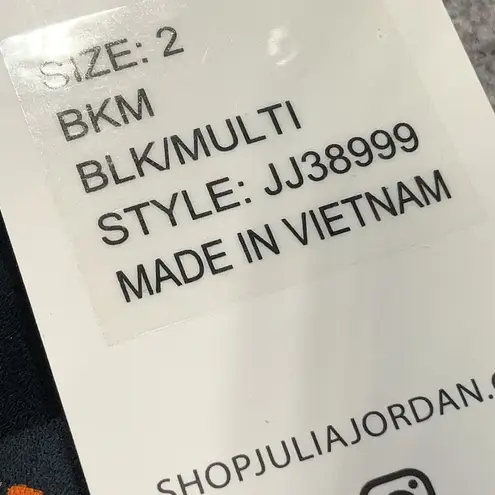 SIZE: 2
BKM
BLK/MULTI
STYLE: JJ38999
MADE IN VIETNAM
SHOPJULIAJORDAN.